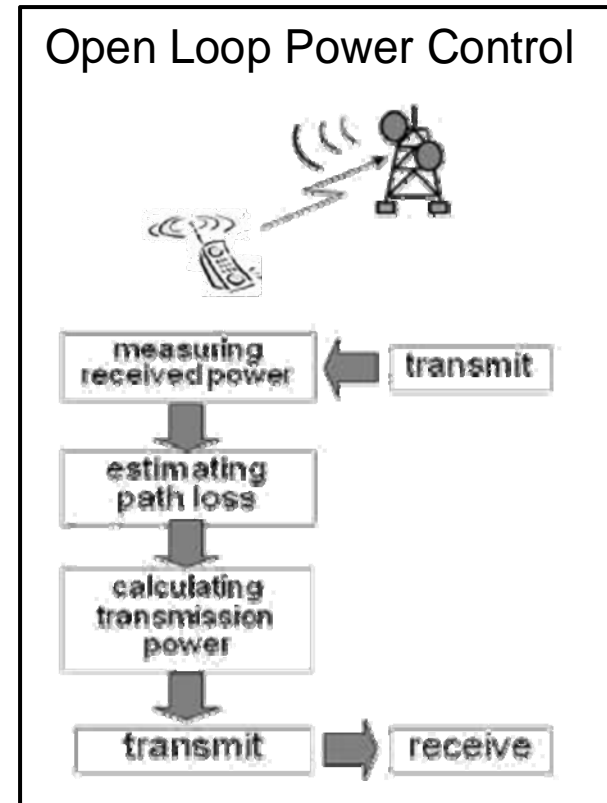 Open Loop Power Control
measuring
received power
transmit
estimating
path loss
calculating
transmission
power
transmit
receive